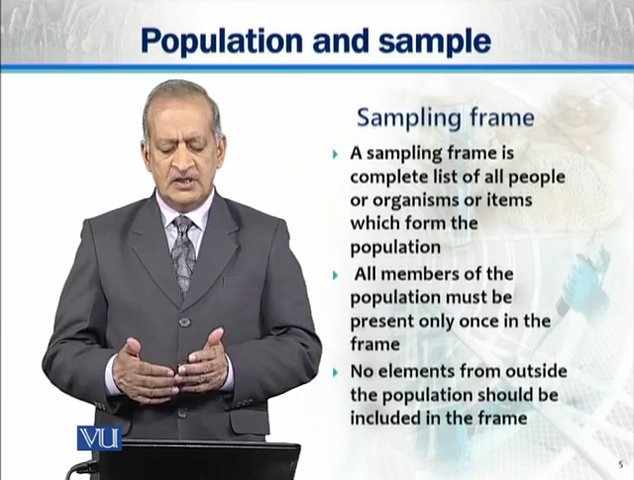 Population and sample
Sampling frame
A sampling frame is
complete list of all people
or organisms or items
which form the
population
All members of the
population must be
present only once in the
frame
No elements from outside
the population should be
included in the frame
VU
5